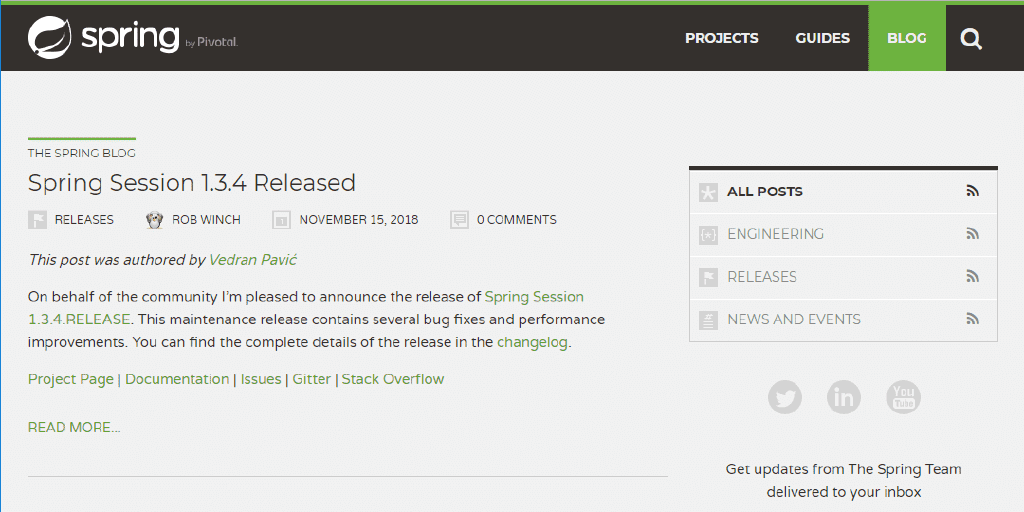 spring by Pivotal.
PROJECTS GUIDES BLOG
THE SPRING BLOG
Spring Session 1.3.4 Released
RELEASES ROB WINCH NOVEMBER 15, 2018 0 COMMENTS
This post was authored by Vedran Pavić
On behalf of the community I'm pleased to announce the release of Spring Session
1.3.4.RELEASE. This maintenance release contains several bug fixes and performance
improvements. You can find the complete details of the release in the changelog.
Project Page | Documentation | Issues | Gitter | Stack Overflow
READ MORE...
ALL POSTS
ENGINEERING
RELEASES
NEWS AND EVENTS
in
You
Tube
Get updates from The Spring Team
delivered to your inbox